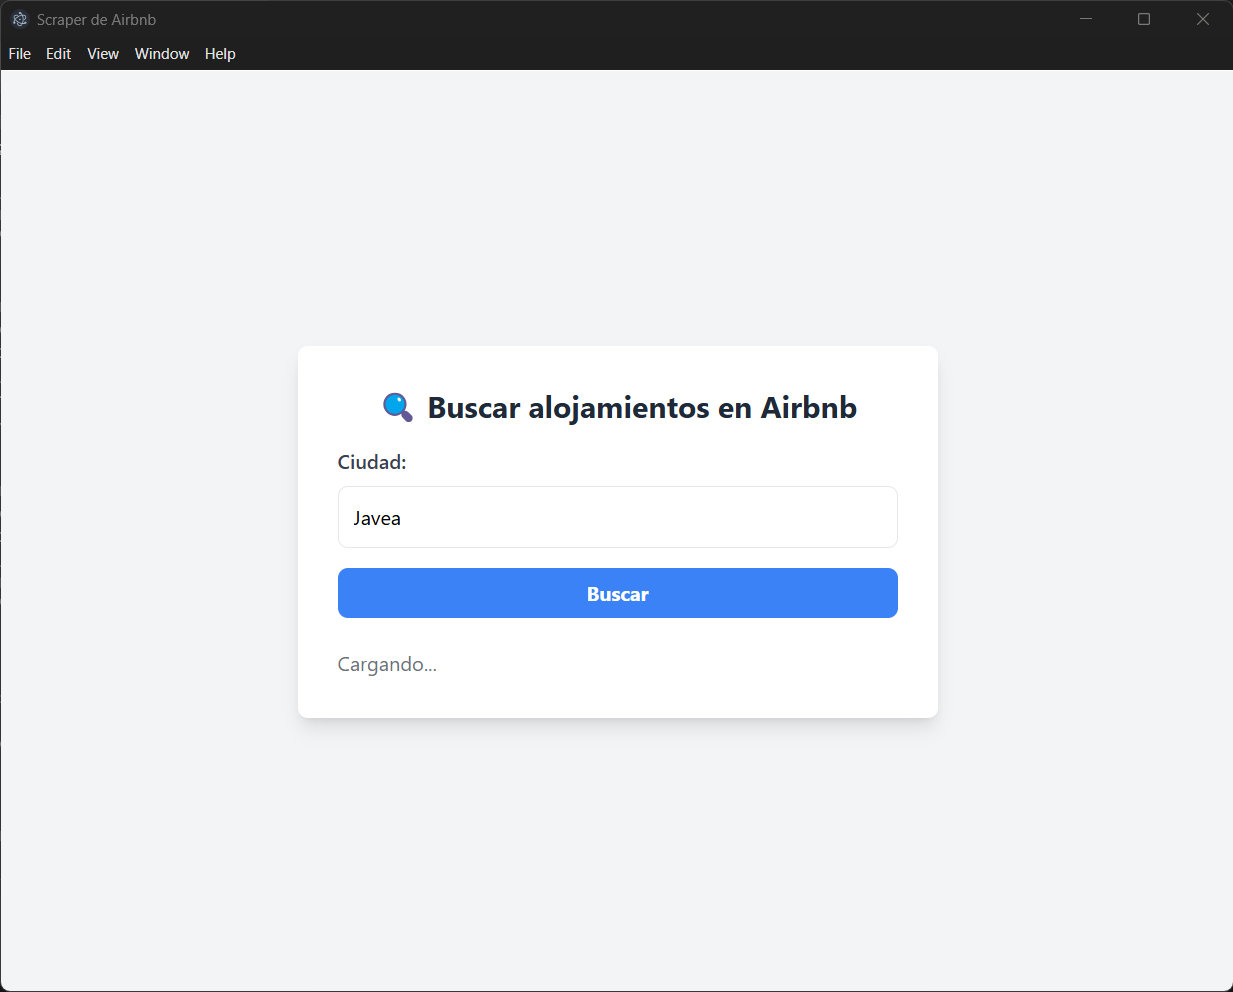 Scraper de Airbnb
File Edit View Window Help
Buscar alojamientos en Airbnb
Ciudad:
Javea
Buscar
Cargando...